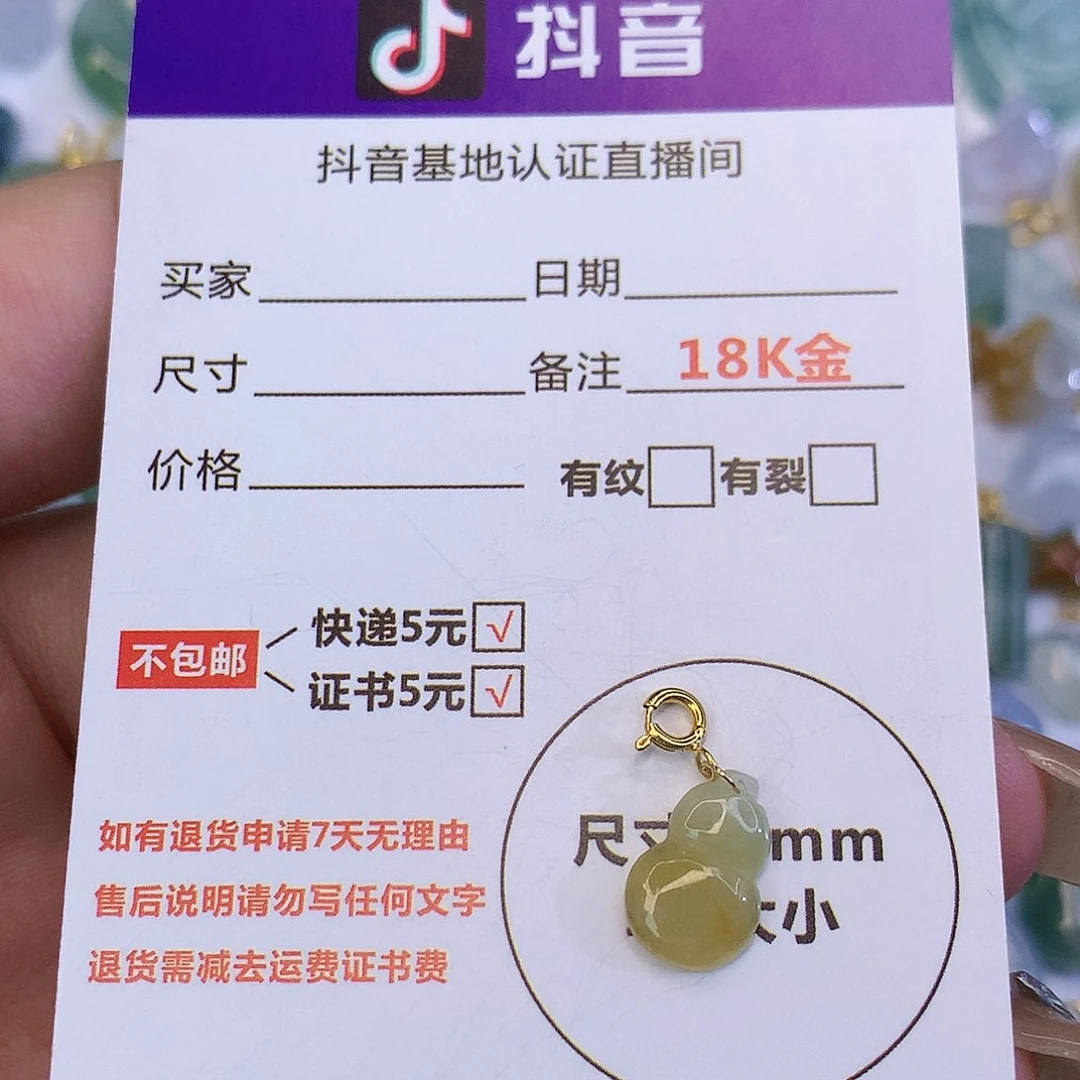 抖音
抖音基地认证直播间
买家 日期
尺寸 备注 18K金
价格 有纹 有裂
不包邮
快递5元 √
证书5元 √
如有退货申请7天无理由
售后说明请勿写任何文字
退货需减去运费证书费
尺寸 mm
大小